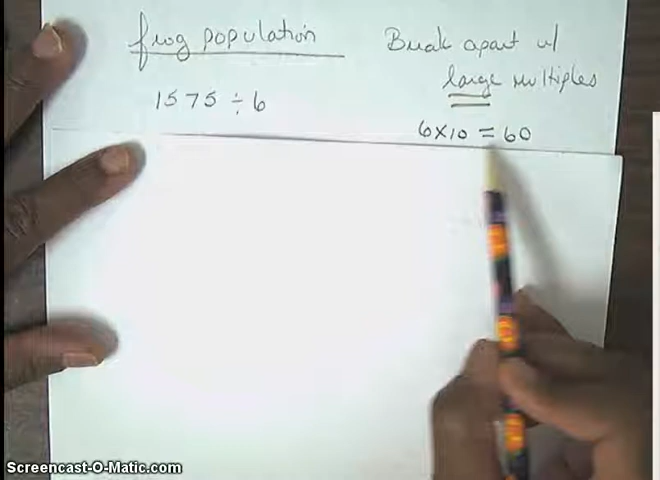 frog population
Break apart w/
large multiples
1575 ÷ 6
6x10 = 60
Screencast-O-Matic.com